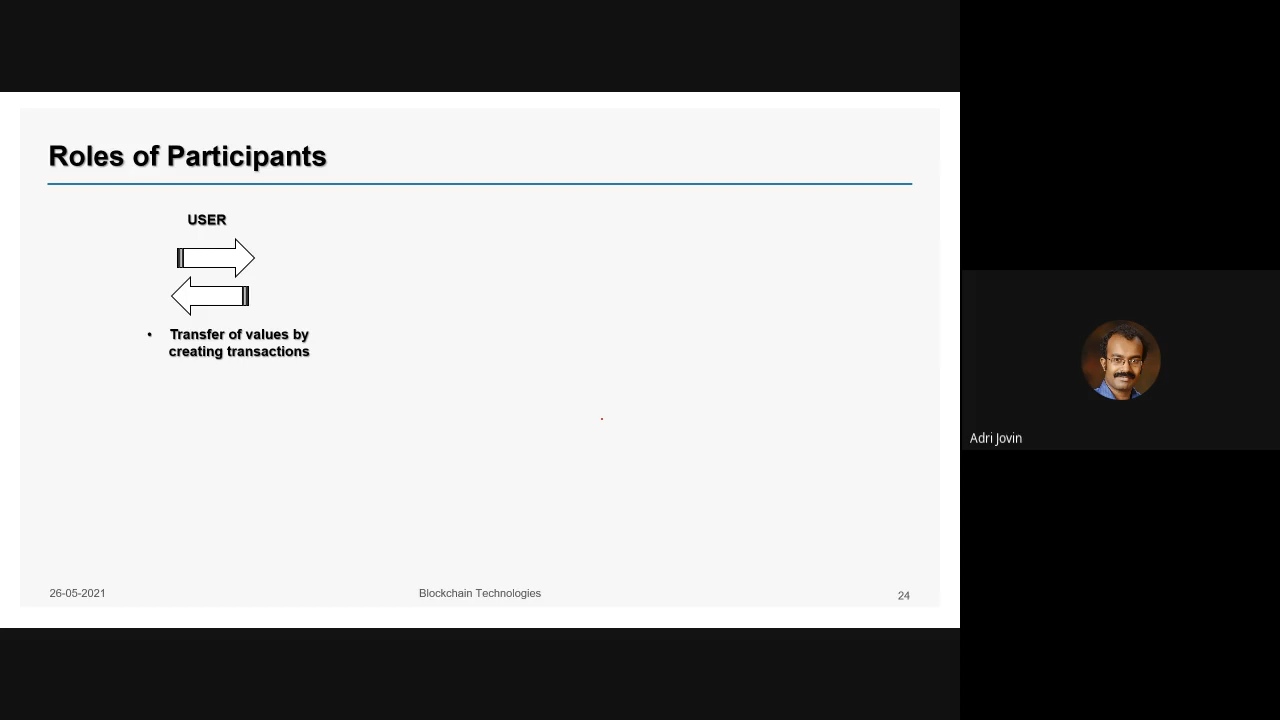 Roles of Participants
USER
• Transfer of values by
creating transactions
26-05-2021
Blockchain Technologies
24
Adri Jovin